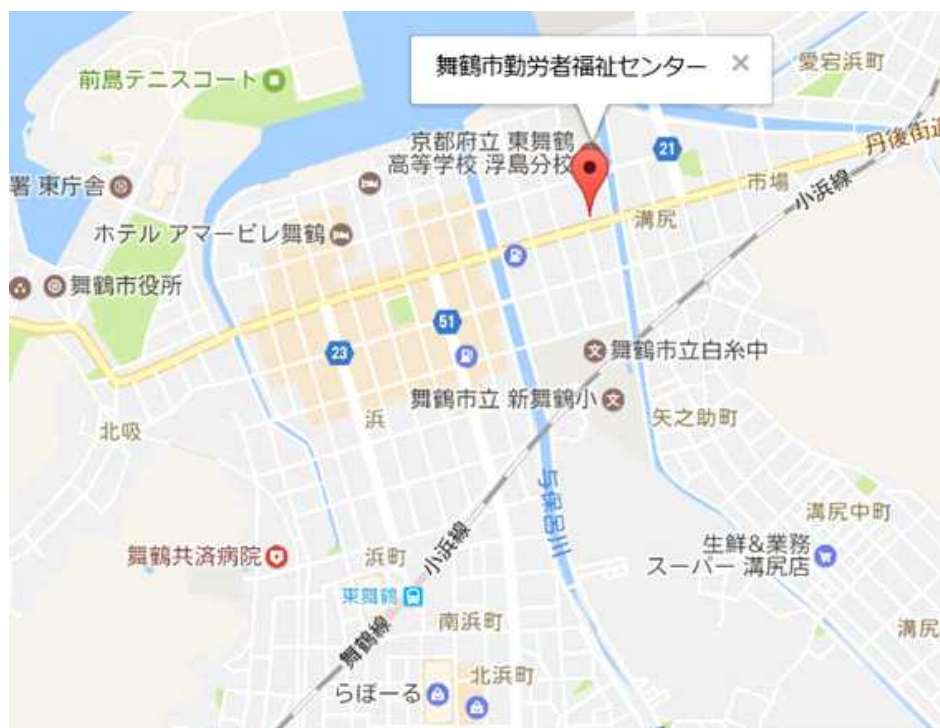 舞鶴市勤労者福祉センター ×
愛宕浜町
前島テニスコート
京都府立 東舞鶴
高等学校 浮島分校
21
丹後街道
署 東庁舎
市場
小浜線
溝尻
ホテル アマービレ舞鶴
舞鶴市役所
51
23
舞鶴市立白糸中
舞鶴市立 新舞鶴小
浜
北吸
矢之助町
与保呂川
溝尻中町
小浜線
生鮮&業務
スーパー 溝尻店
舞鶴共済病院
浜町
東舞鶴
南浜町
溝尻
舞鶴線
北浜町
らぽーる